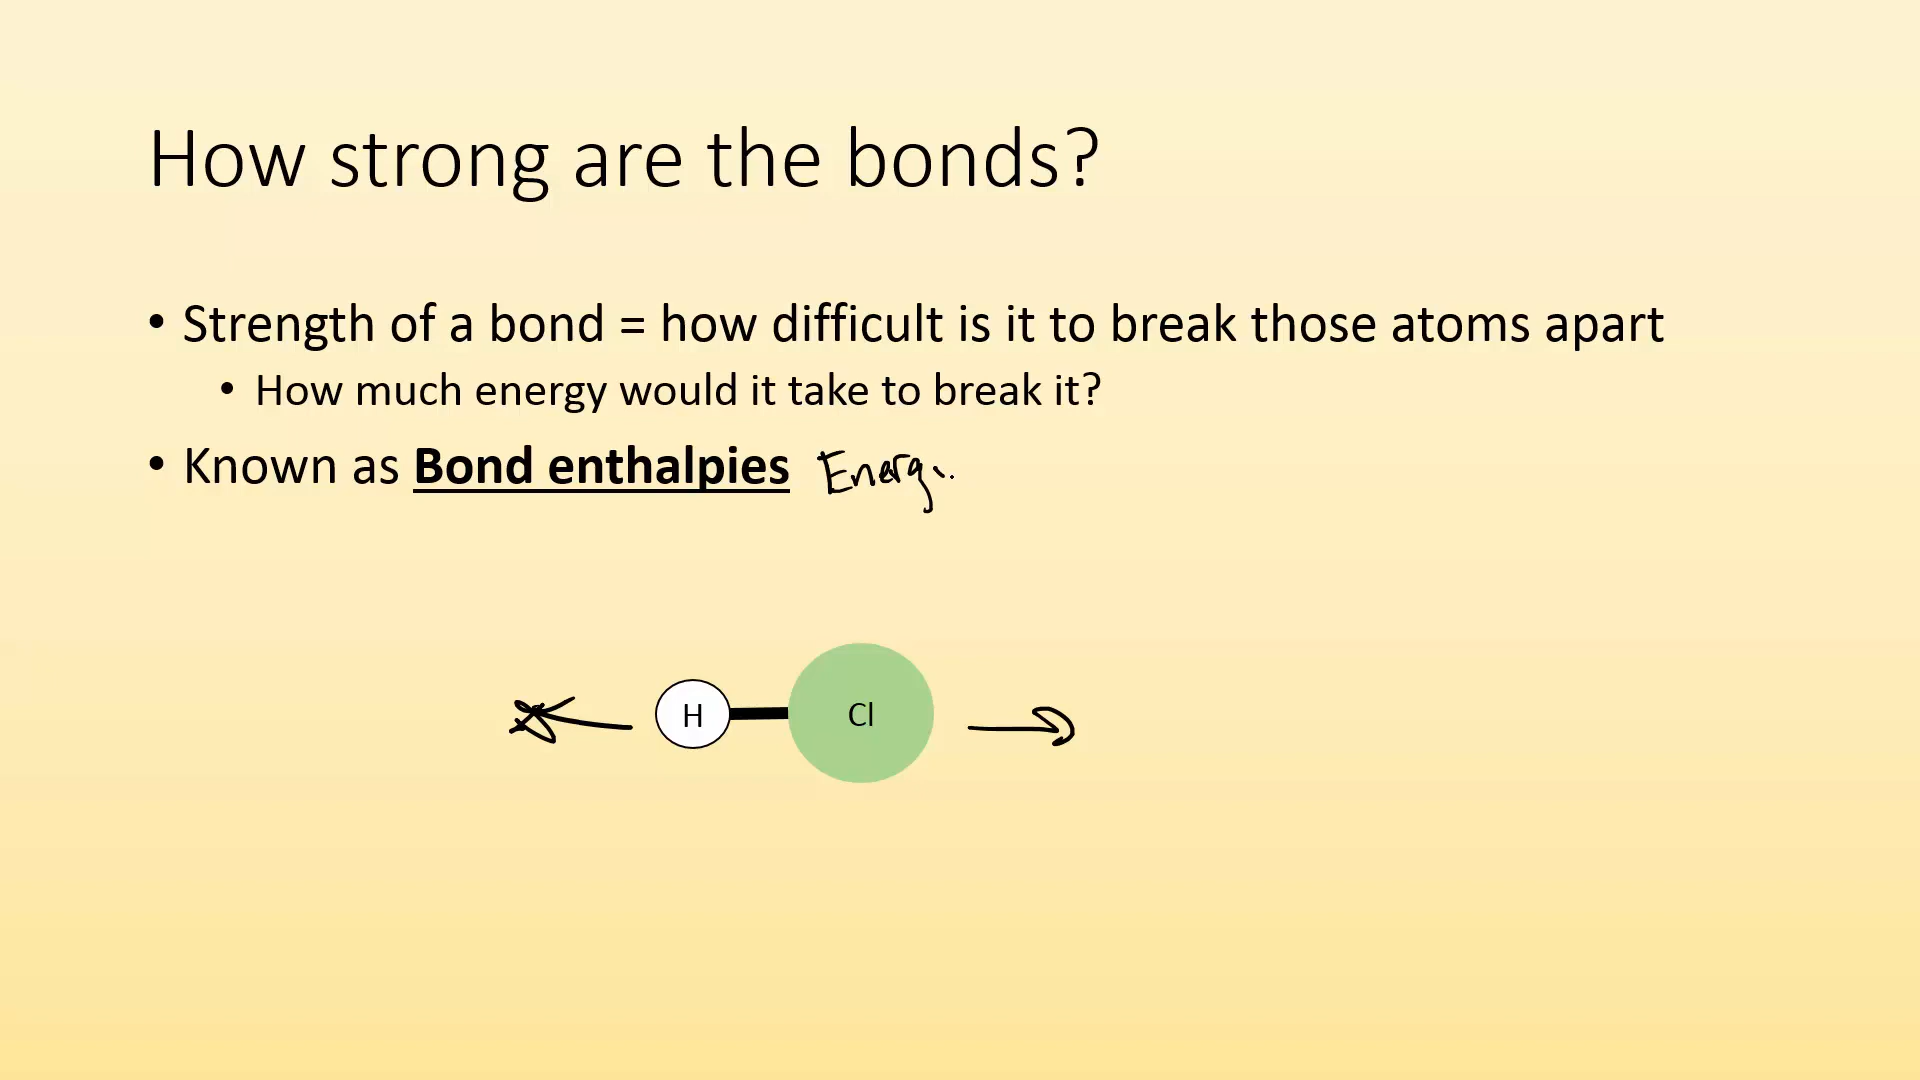 How strong are the bonds?
• Strength of a bond = how difficult is it to break those atoms apart
• How much energy would it take to break it?
• Known as Bond enthalpies
H Cl